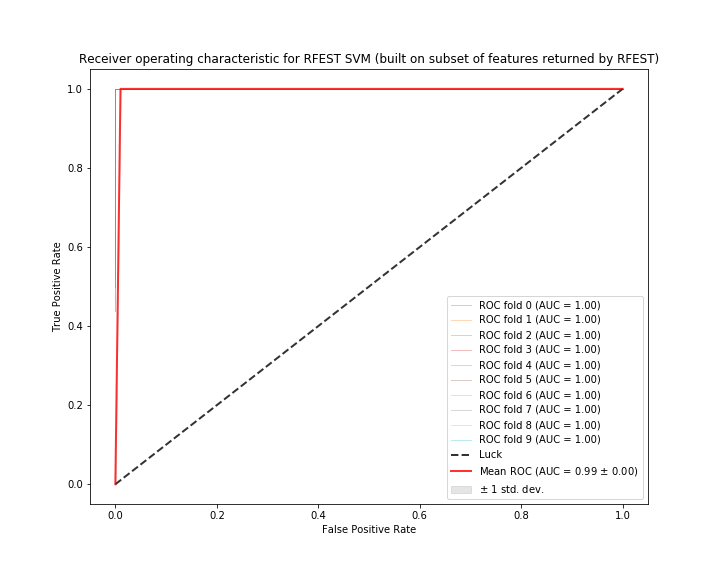 Receiver operating characteristic for RFEST SVM (built on subset of features returned by RFEST)
True Positive Rate
1.0
0.8
0.6
0.4
0.2
0.0
ROC fold 0 (AUC = 1.00)
ROC fold 1 (AUC = 1.00)
ROC fold 2 (AUC = 1.00)
ROC fold 3 (AUC = 1.00)
ROC fold 4 (AUC = 1.00)
ROC fold 5 (AUC = 1.00)
ROC fold 6 (AUC = 1.00)
ROC fold 7 (AUC = 1.00)
ROC fold 8 (AUC = 1.00)
ROC fold 9 (AUC = 1.00)
Luck
Mean ROC (AUC = 0.99 ± 0.00)
± 1 std. dev.
0.0 0.2 0.4 0.6 0.8 1.0
False Positive Rate